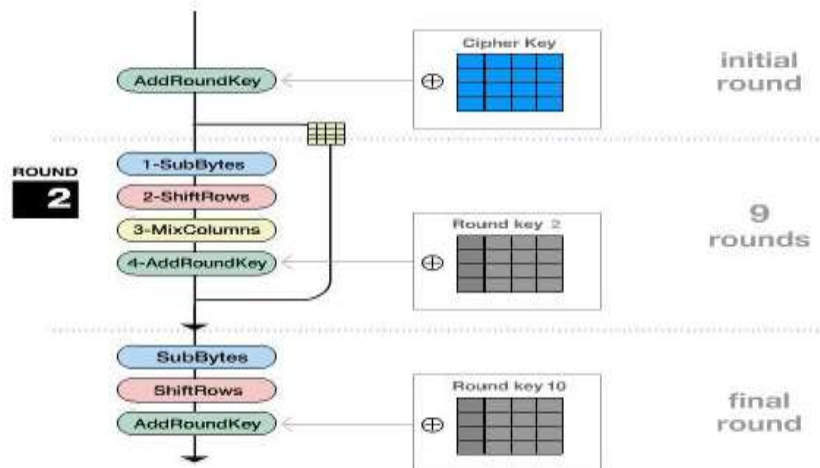 Cipher Key
AddRoundKey
initial
round
ROUND
2
1-SubBytes
2-ShiftRows
3-MixColumns
4-AddRoundKey
Round key 2
9
rounds
SubBytes
ShiftRows
AddRoundKey
Round key 10
final
round